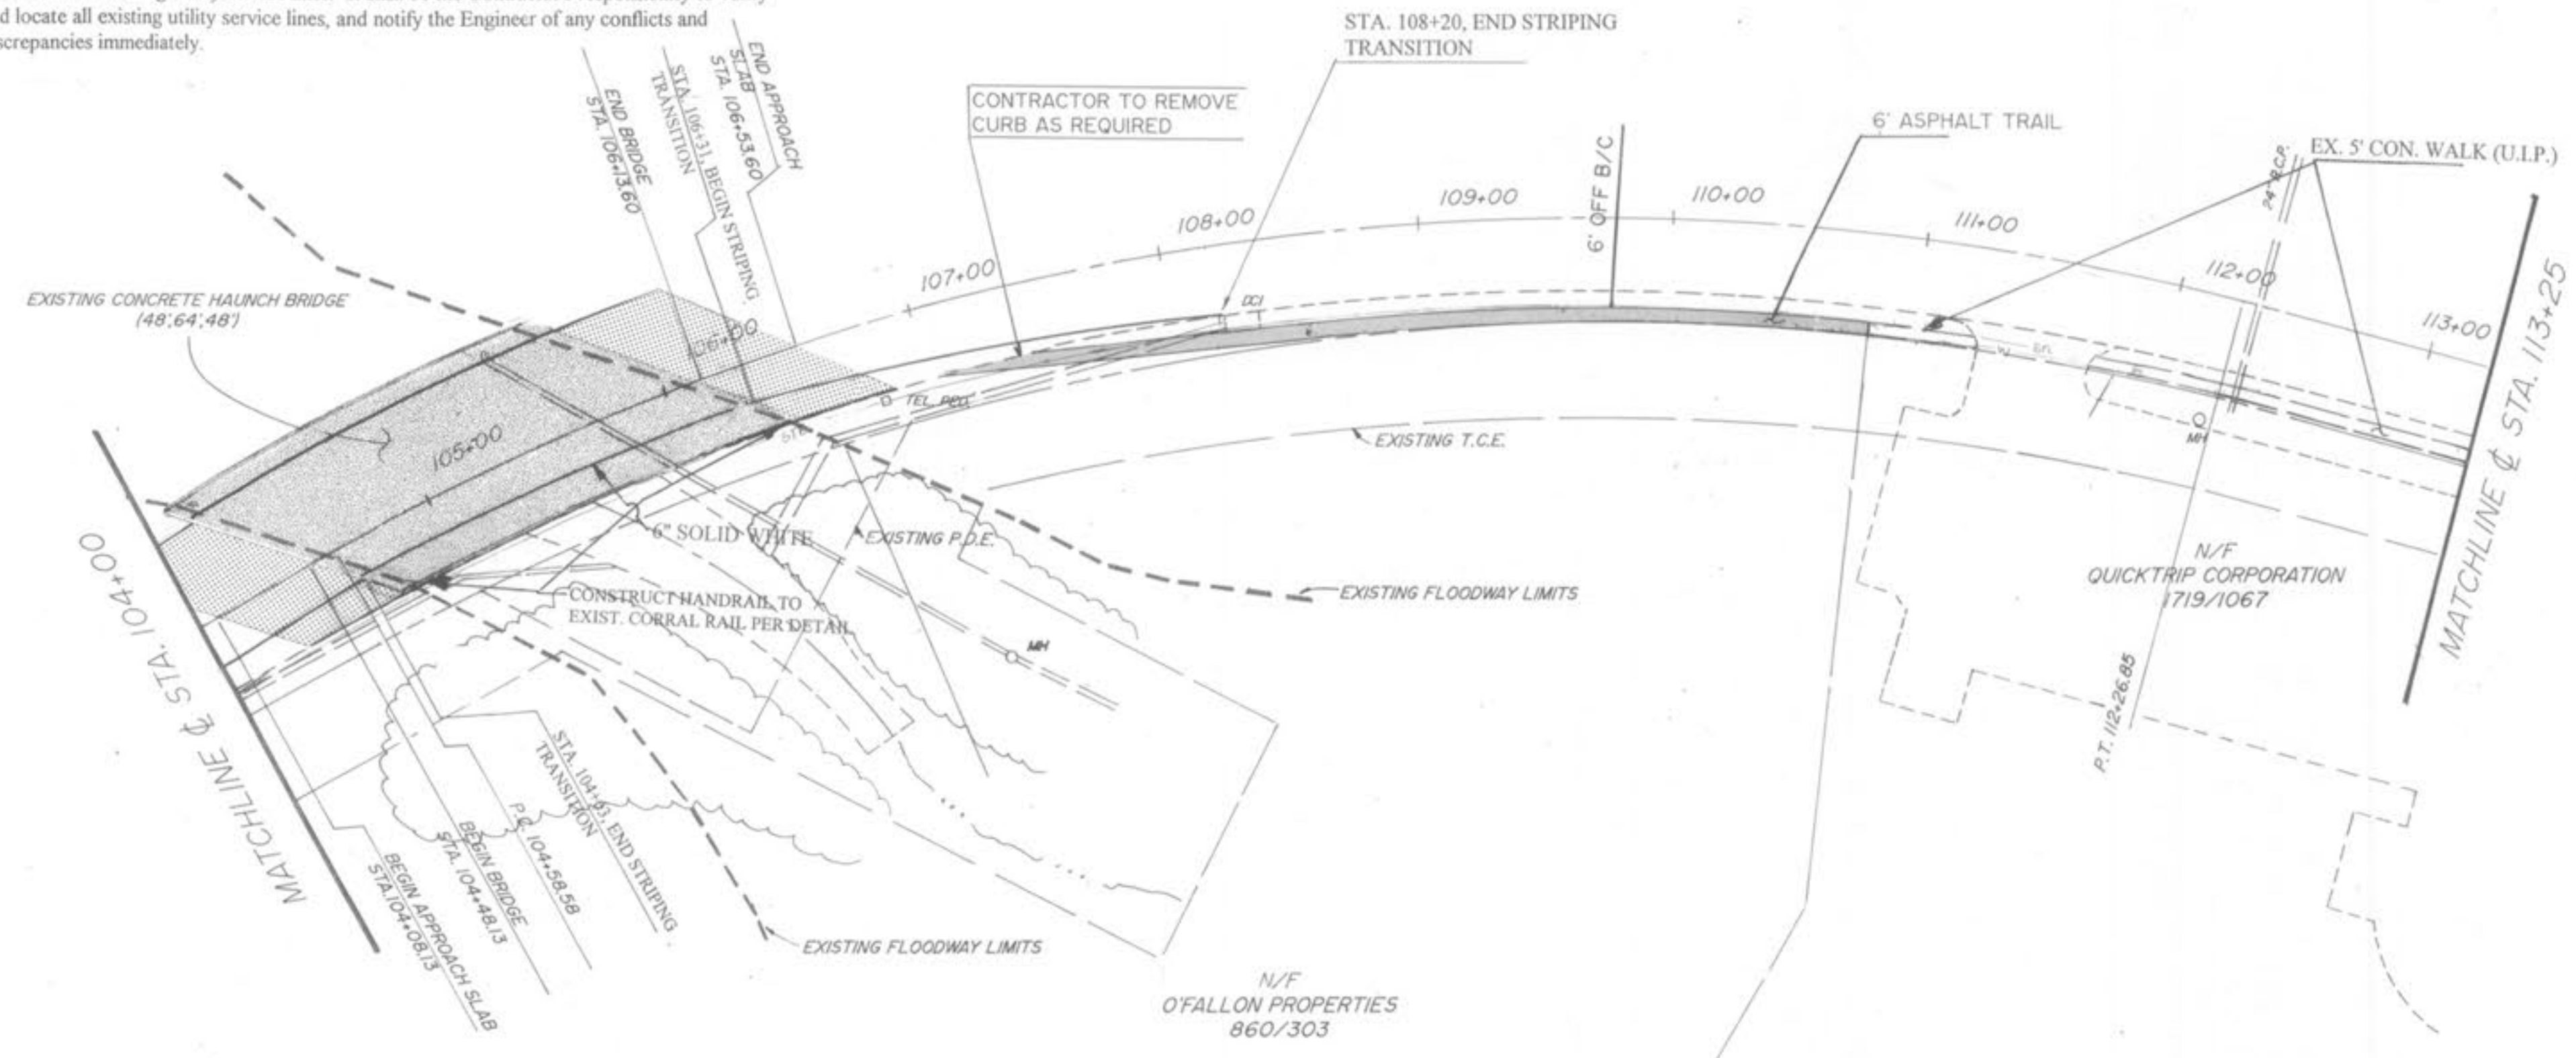 d locate all existing utility service lines, and notify the Engineer of any conflicts and
screpancies immediately.
STA. 108+20, END STRIPING
TRANSITION
END APPROACH
SLAB
STA. 106+53.60
STA. 106+31, BEGIN STRIPING
TRANSITION
END BRIDGE
STA. 106+13.60
CONTRACTOR TO REMOVE
CURB AS REQUIRED
6' OFF B/C
6' ASPHALT TRAIL
24" R.C.P.
EX. 5' CON. WALK (U.I.P.)
EXISTING CONCRETE HAUNCH BRIDGE
(48',64',48')
105+00
106+00
107+00
108+00
109+00
110+00
111+00
112+00
113+00
DCI
TEL. PED.
EXISTING T.C.E.
MH
MATCHLINE ℄ STA. 113+25
6" SOLID WHITE
EXISTING P.D.E.
CONSTRUCT HANDRAIL TO
EXIST. CORRAL RAIL PER DETAIL
EXISTING FLOODWAY LIMITS
N/F
QUICKTRIP CORPORATION
1719/1067
MH
P.T. 112+26.85
MATCHLINE ℄ STA. 104+00
BEGIN APPROACH SLAB
STA.104+08.13
BEGIN BRIDGE
STA. 104+48.13
P.C. 104+58.58
END STRIPING
TRANSITION
EXISTING FLOODWAY LIMITS
N/F
O'FALLON PROPERTIES
860/303